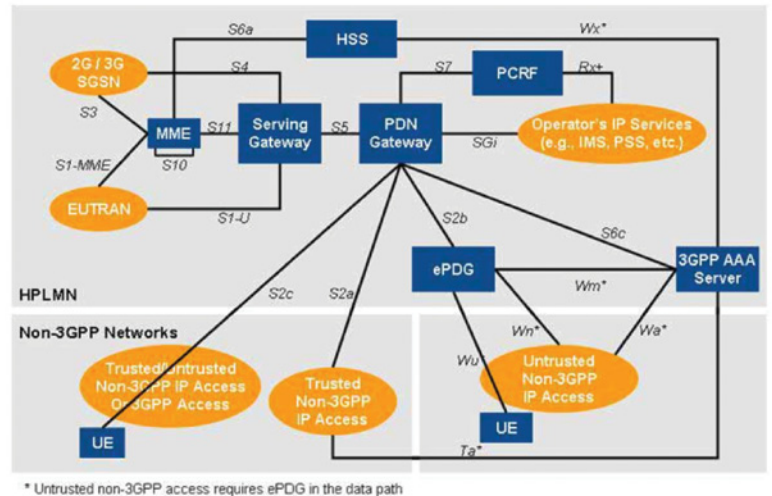 S6a
HSS
Wx*
2G / 3G
SGSN
S4
S7
PCRF
Rx+
S3
MME
S11
Serving
Gateway
S5
PDN
Gateway
SGi
Operator's IP Services
(e.g., IMS, PSS, etc.)
S10
S1-MME
EUTRAN
S1-U
S2b
S6c
ePDG
3GPP AAA
Server
Wm*
HPLMN
S2c
S2a
Non-3GPP Networks
Wn*
Wa*
Trusted/Untrusted
Non-3GPP IP Access
Or 3GPP Access
Trusted
Non-3GPP
IP Access
Wu*
Untrusted
Non-3GPP
IP Access
UE
UE
Ta*
* Untrusted non-3GPP access requires ePDG in the data path